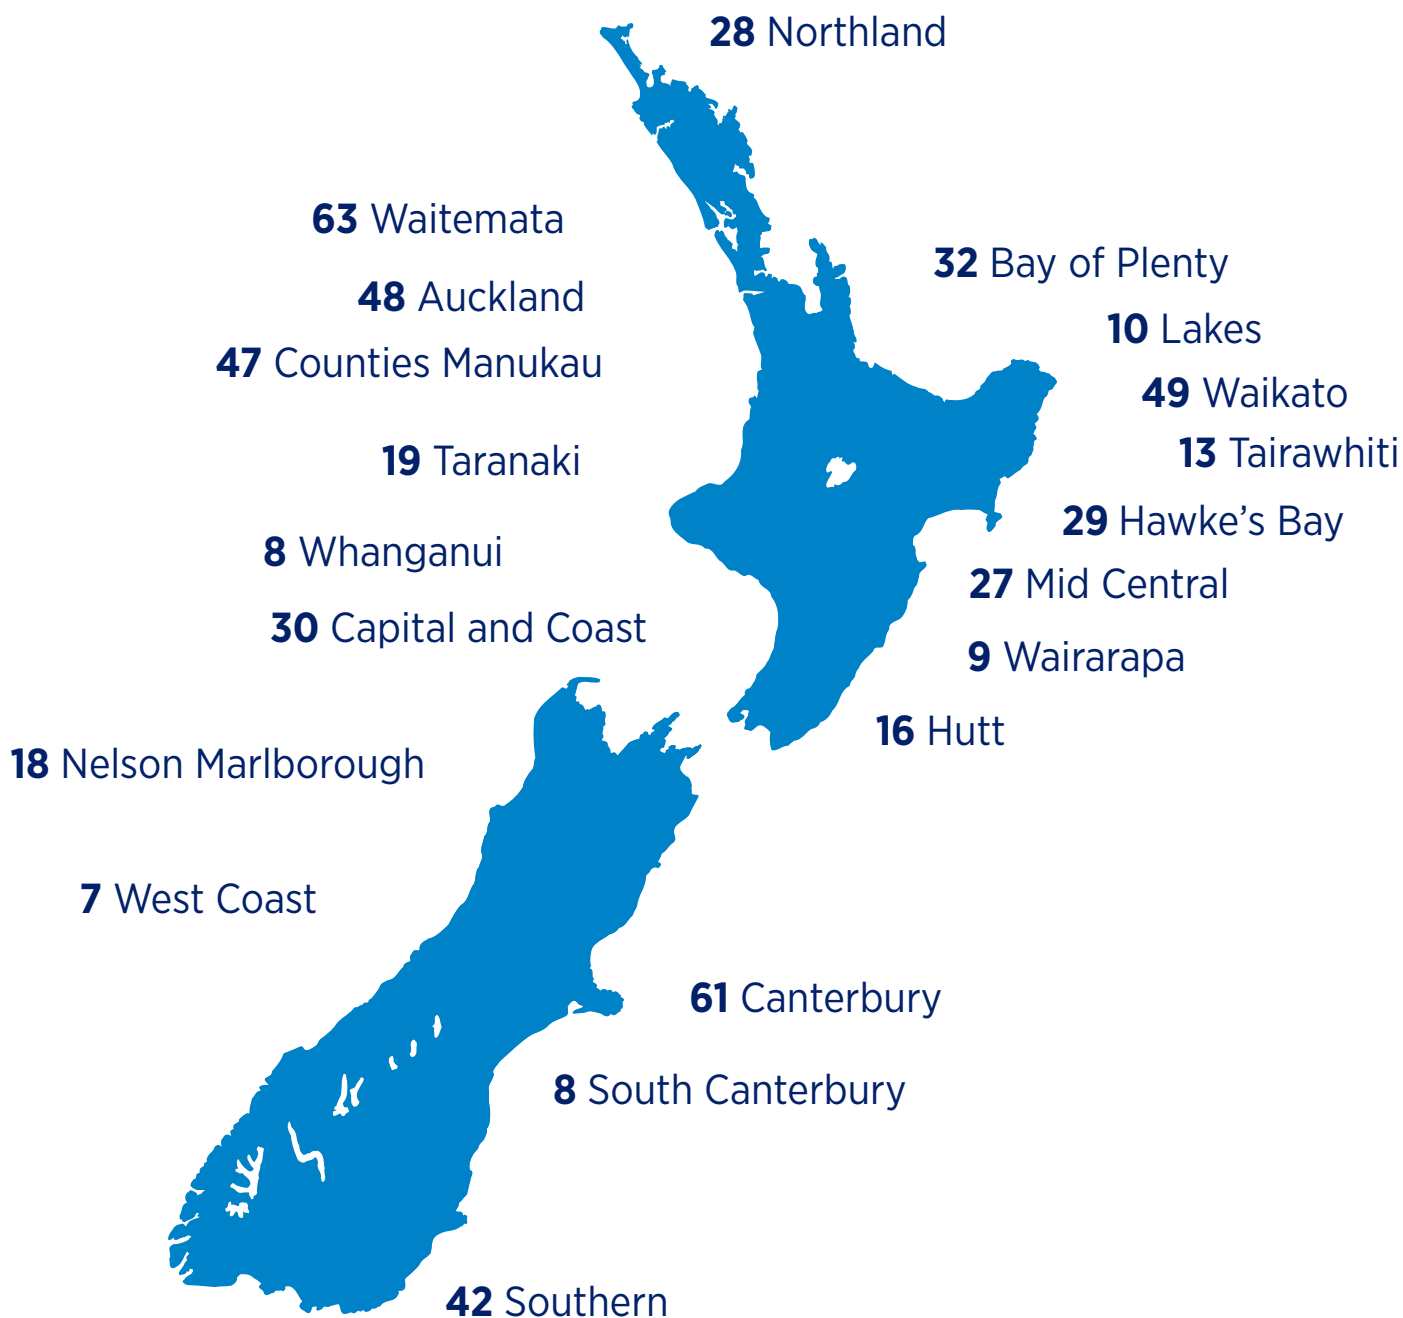 28 Northland
63 Waitemata
32 Bay of Plenty
48 Auckland
10 Lakes
47 Counties Manukau
49 Waikato
13 Tairawhiti
19 Taranaki
29 Hawke’s Bay
8 Whanganui
27 Mid Central
30 Capital and Coast
9 Wairarapa
16 Hutt
18 Nelson Marlborough
7 West Coast
61 Canterbury
8 South Canterbury
42 Southern